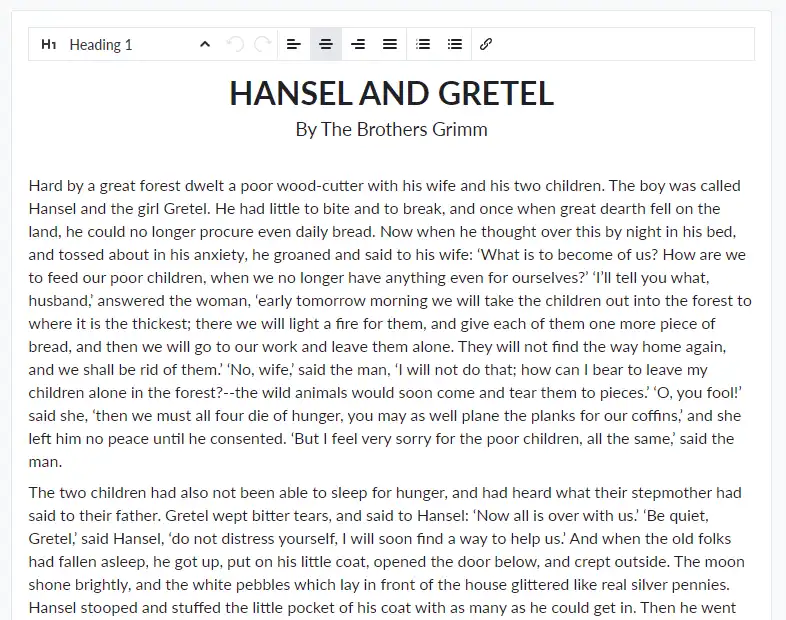 H1 Heading 1
HANSEL AND GRETEL
By The Brothers Grimm
Hard by a great forest dwelt a poor wood-cutter with his wife and his two children. The boy was called
Hansel and the girl Gretel. He had little to bite and to break, and once when great dearth fell on the
land, he could no longer procure even daily bread. Now when he thought over this by night in his bed,
and tossed about in his anxiety, he groaned and said to his wife: ‘What is to become of us? How are we
to feed our poor children, when we no longer have anything even for ourselves?’ ‘I’ll tell you what,
husband,’ answered the woman, ‘early tomorrow morning we will take the children out into the forest to
where it is the thickest; there we will light a fire for them, and give each of them one more piece of
bread, and then we will go to our work and leave them alone. They will not find the way home again,
and we shall be rid of them.’ ‘No, wife,’ said the man, ‘I will not do that; how can I bear to leave my
children alone in the forest?--the wild animals would soon come and tear them to pieces.’ ‘O, you fool!’
said she, ‘then we must all four die of hunger, you may as well plane the planks for our coffins,’ and she
left him no peace until he consented. ‘But I feel very sorry for the poor children, all the same,’ said the
man.
The two children had also not been able to sleep for hunger, and had heard what their stepmother had
said to their father. Gretel wept bitter tears, and said to Hansel: ‘Now all is over with us.’ ‘Be quiet,
Gretel,’ said Hansel, ‘do not distress yourself, I will soon find a way to help us.’ And when the old folks
had fallen asleep, he got up, put on his little coat, opened the door below, and crept outside. The moon
shone brightly, and the white pebbles which lay in front of the house glittered like real silver pennies.
Hansel stooped and stuffed the little pocket of his coat with as many as he could get in. Then he went